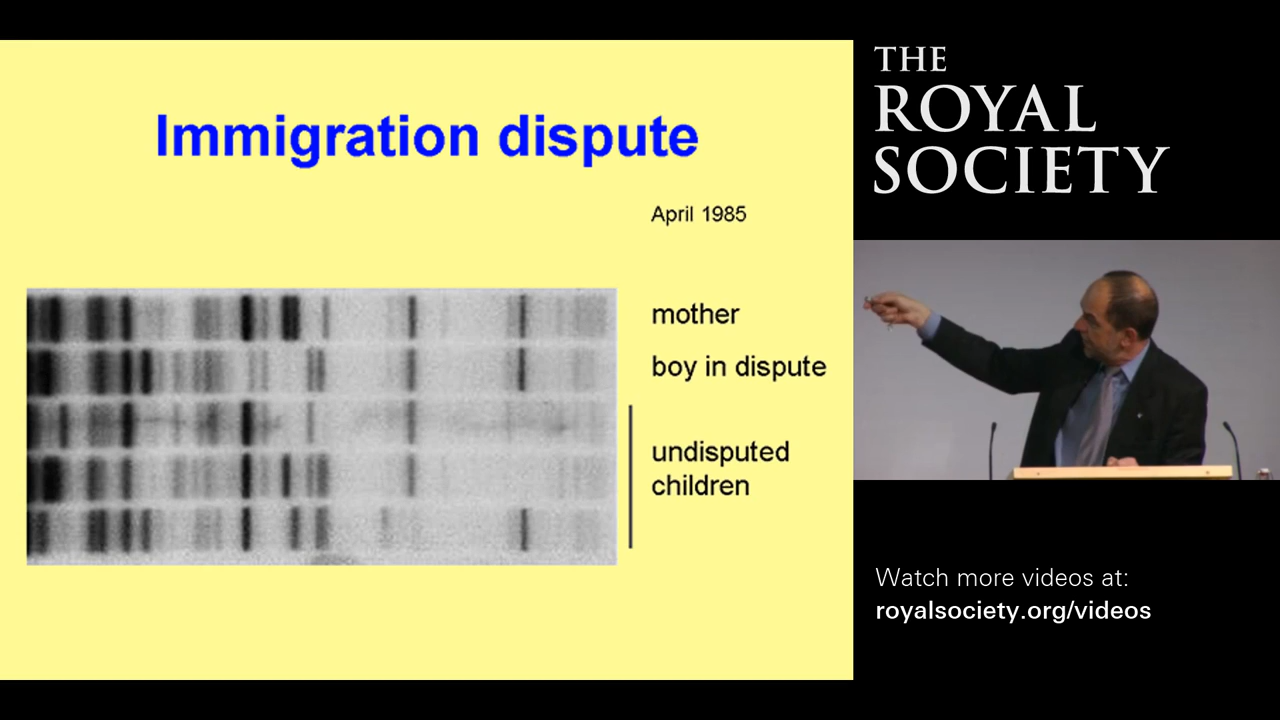 Immigration dispute
April 1985
mother
boy in dispute
undisputed
children
THE
ROYAL
SOCIETY
Watch more videos at:
royalsociety.org/videos